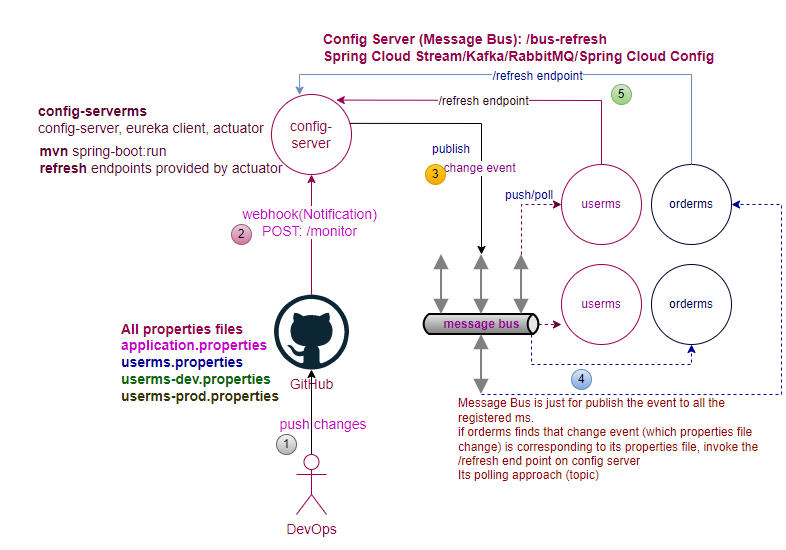 Config Server (Message Bus): /bus-refresh
Spring Cloud Stream/Kafka/RabbitMQ/Spring Cloud Config
/refresh endpoint
5
/refresh endpoint
config-serverms
config-server, eureka client, actuator
mvn spring-boot:run
refresh endpoints provided by actuator
config-
server
publish
3
change event
push/poll
userms
orderms
webhook(Notification)
2
POST: /monitor
userms
orderms
message bus
All properties files
application.properties
userms.properties
userms-dev.properties
userms-prod.properties
GitHub
4
Message Bus is just for publish the event to all the
registered ms.
if orderms finds that change event (which properties file
change) is corresponding to its properties file, invoke the
/refresh end point on config server
Its polling approach (topic)
push changes
1
DevOps